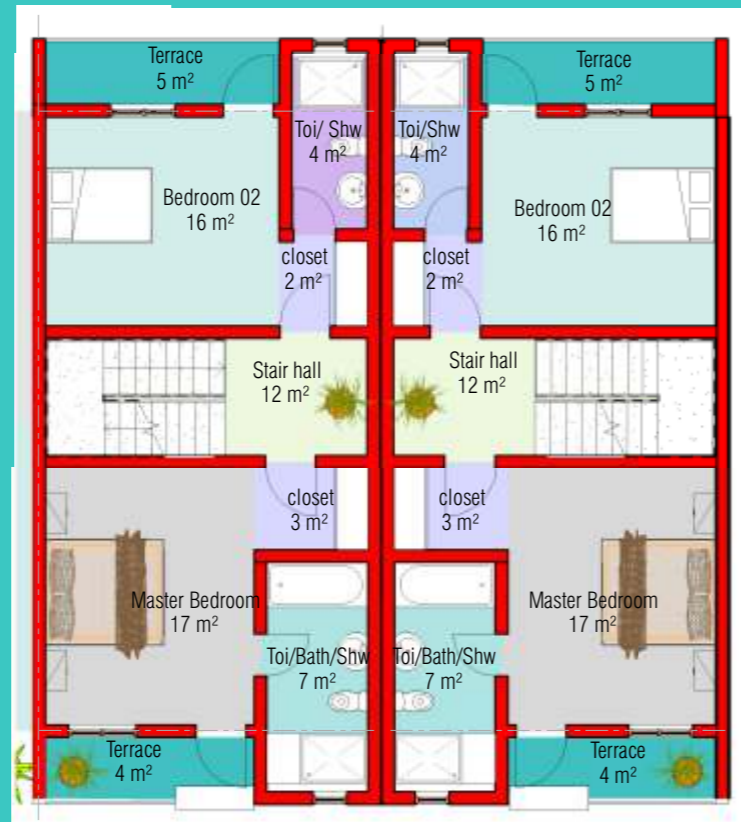 Terrace
5 m²
Terrace
5 m²
Toi/ Shw
4 m²
Toi/Shw
4 m²
Bedroom 02
16 m²
Bedroom 02
16 m²
closet
2 m²
closet
2 m²
Stair hall
12 m²
Stair hall
12 m²
closet
3 m²
closet
3 m²
Master Bedroom
17 m²
Master Bedroom
17 m²
Toi/Bath/Shw
7 m²
Toi/Bath/Shw
7 m²
Terrace
4 m²
Terrace
4 m²